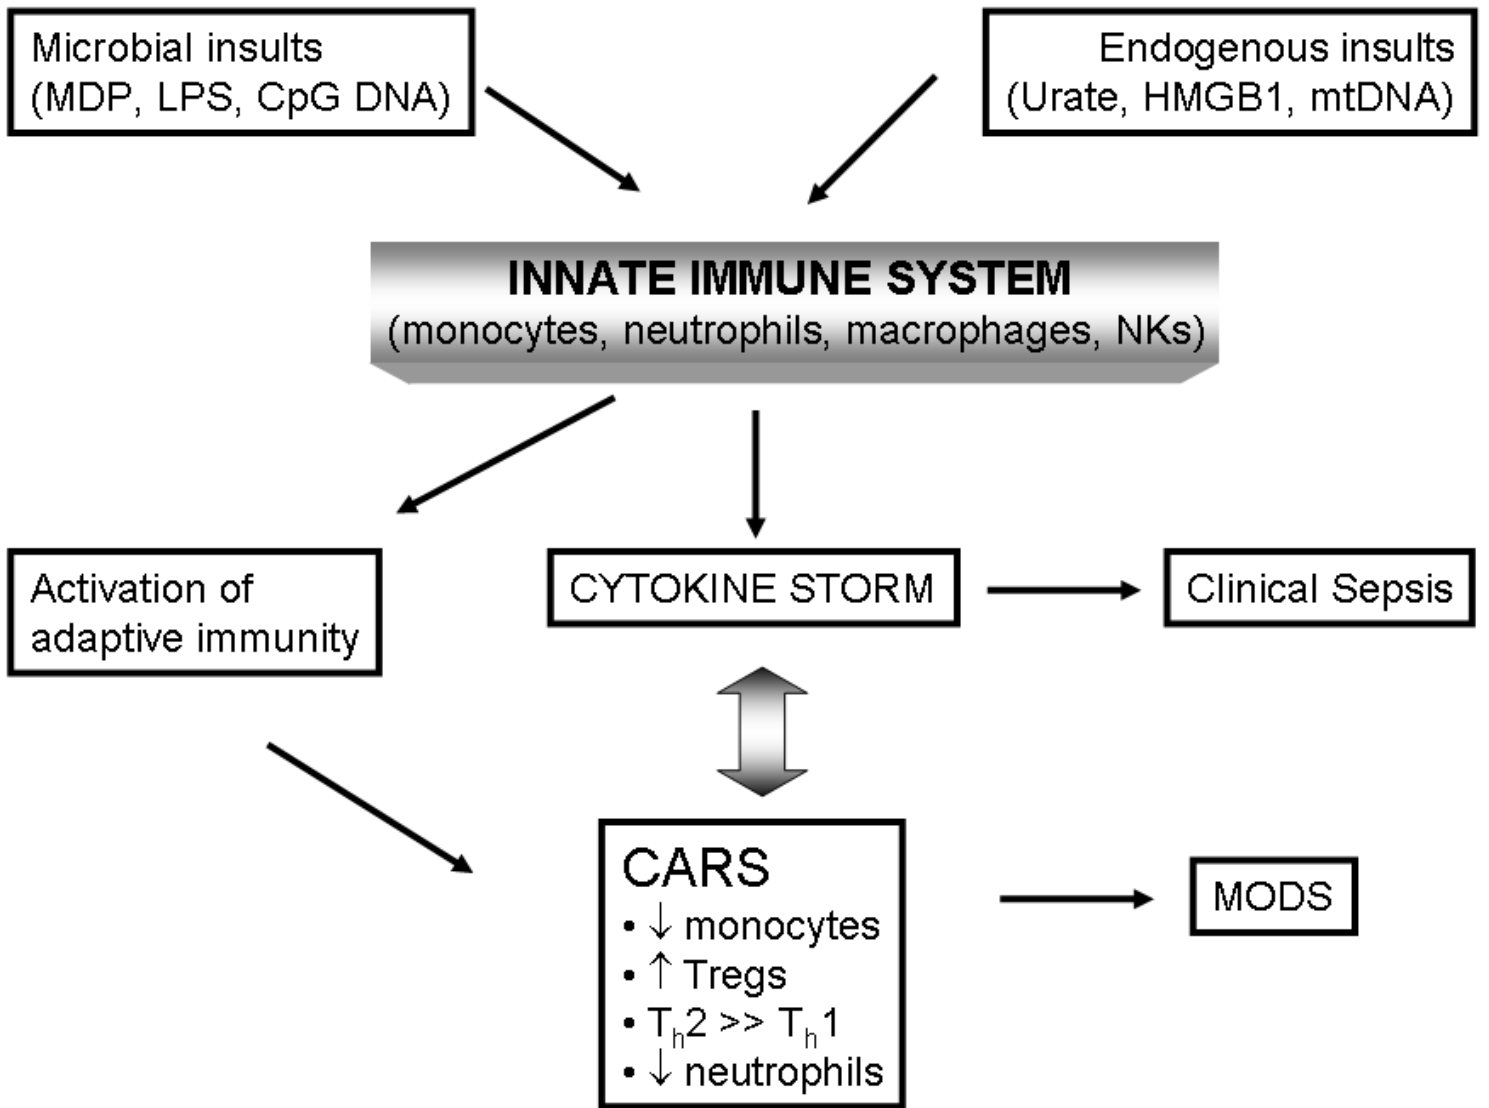 Microbial insults
(MDP, LPS, CpG DNA)
Endogenous insults
(Urate, HMGB1, mtDNA)
INNATE IMMUNE SYSTEM
(monocytes, neutrophils, macrophages, NKs)
Activation of
adaptive immunity
CYTOKINE STORM
Clinical Sepsis
CARS
• ↓ monocytes
• ↑ Tregs
• Th2 >> Th1
• ↓ neutrophils
MODS